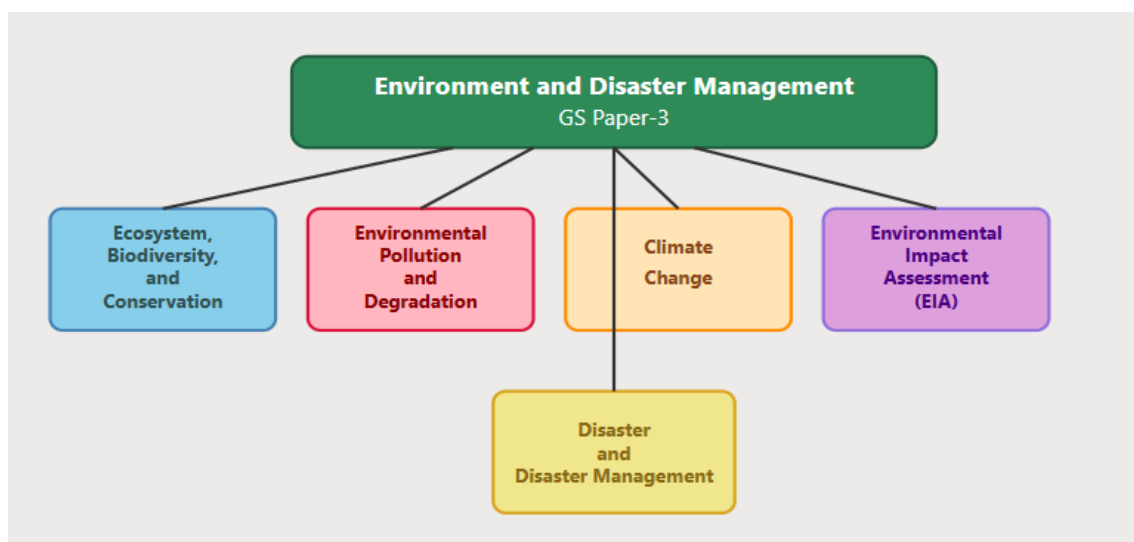 Environment and Disaster Management
GS Paper-3
Ecosystem,
Biodiversity,
and
Conservation
Environmental
Pollution
and
Degradation
Climate
Change
Environmental
Impact
Assessment
(EIA)
Disaster
and
Disaster Management